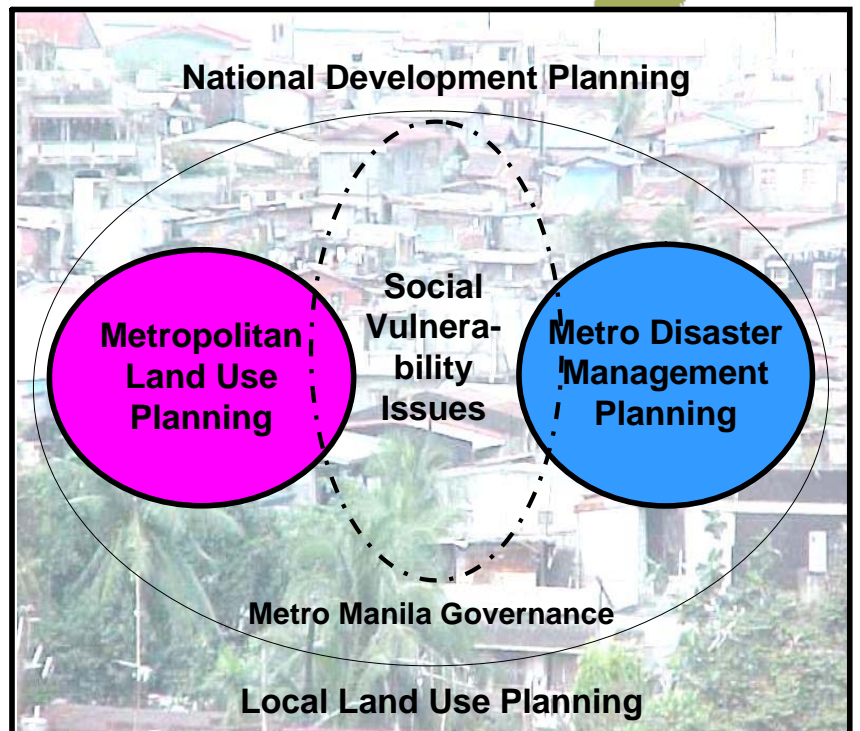 National Development Planning
Metropolitan
Land Use
Planning
Social
Vulnera-
bility
Issues
Metro Disaster
Management
Planning
Metro Manila Governance
Local Land Use Planning